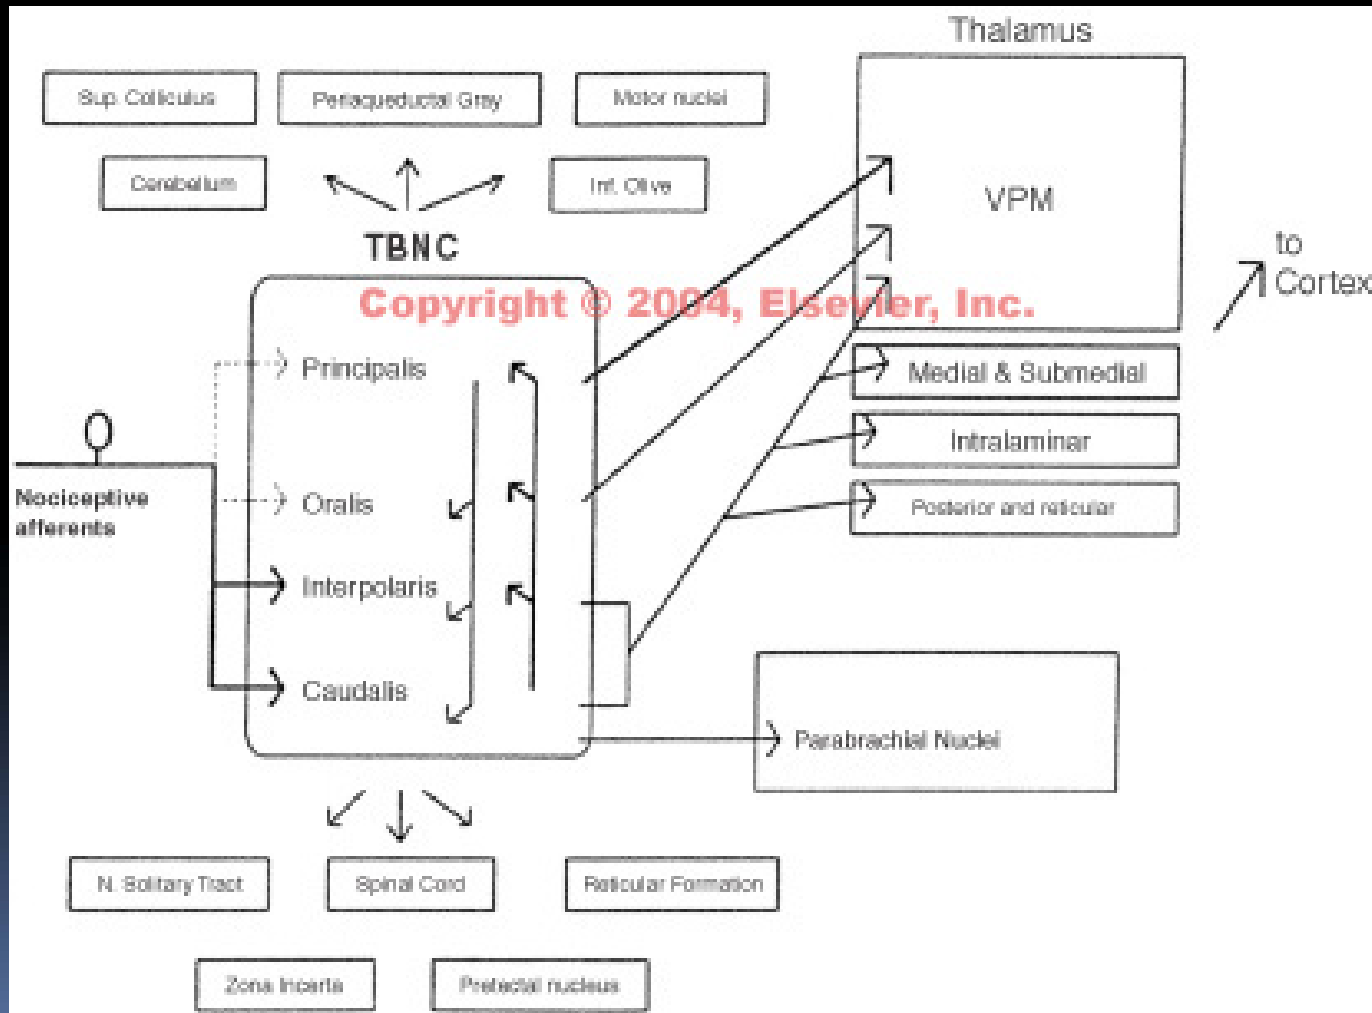 Thalamus
Sup. Colliculus
Periaqueductal Gray
Motor nuclei
Cerebellum
Inf. Olive
VPM
TBNC
to
Cortex
Copyright © 2004, Elsevier, Inc.
Principalis
Medial & Submedial
Intralaminar
Nociceptive
afferents
Oralis
Posterior and reticular
Interpolaris
Caudalis
Parabrachial Nuclei
N. Solitary Tract
Spinal Cord
Reticular Formation
Zona Incerta
Pretectal nucleus